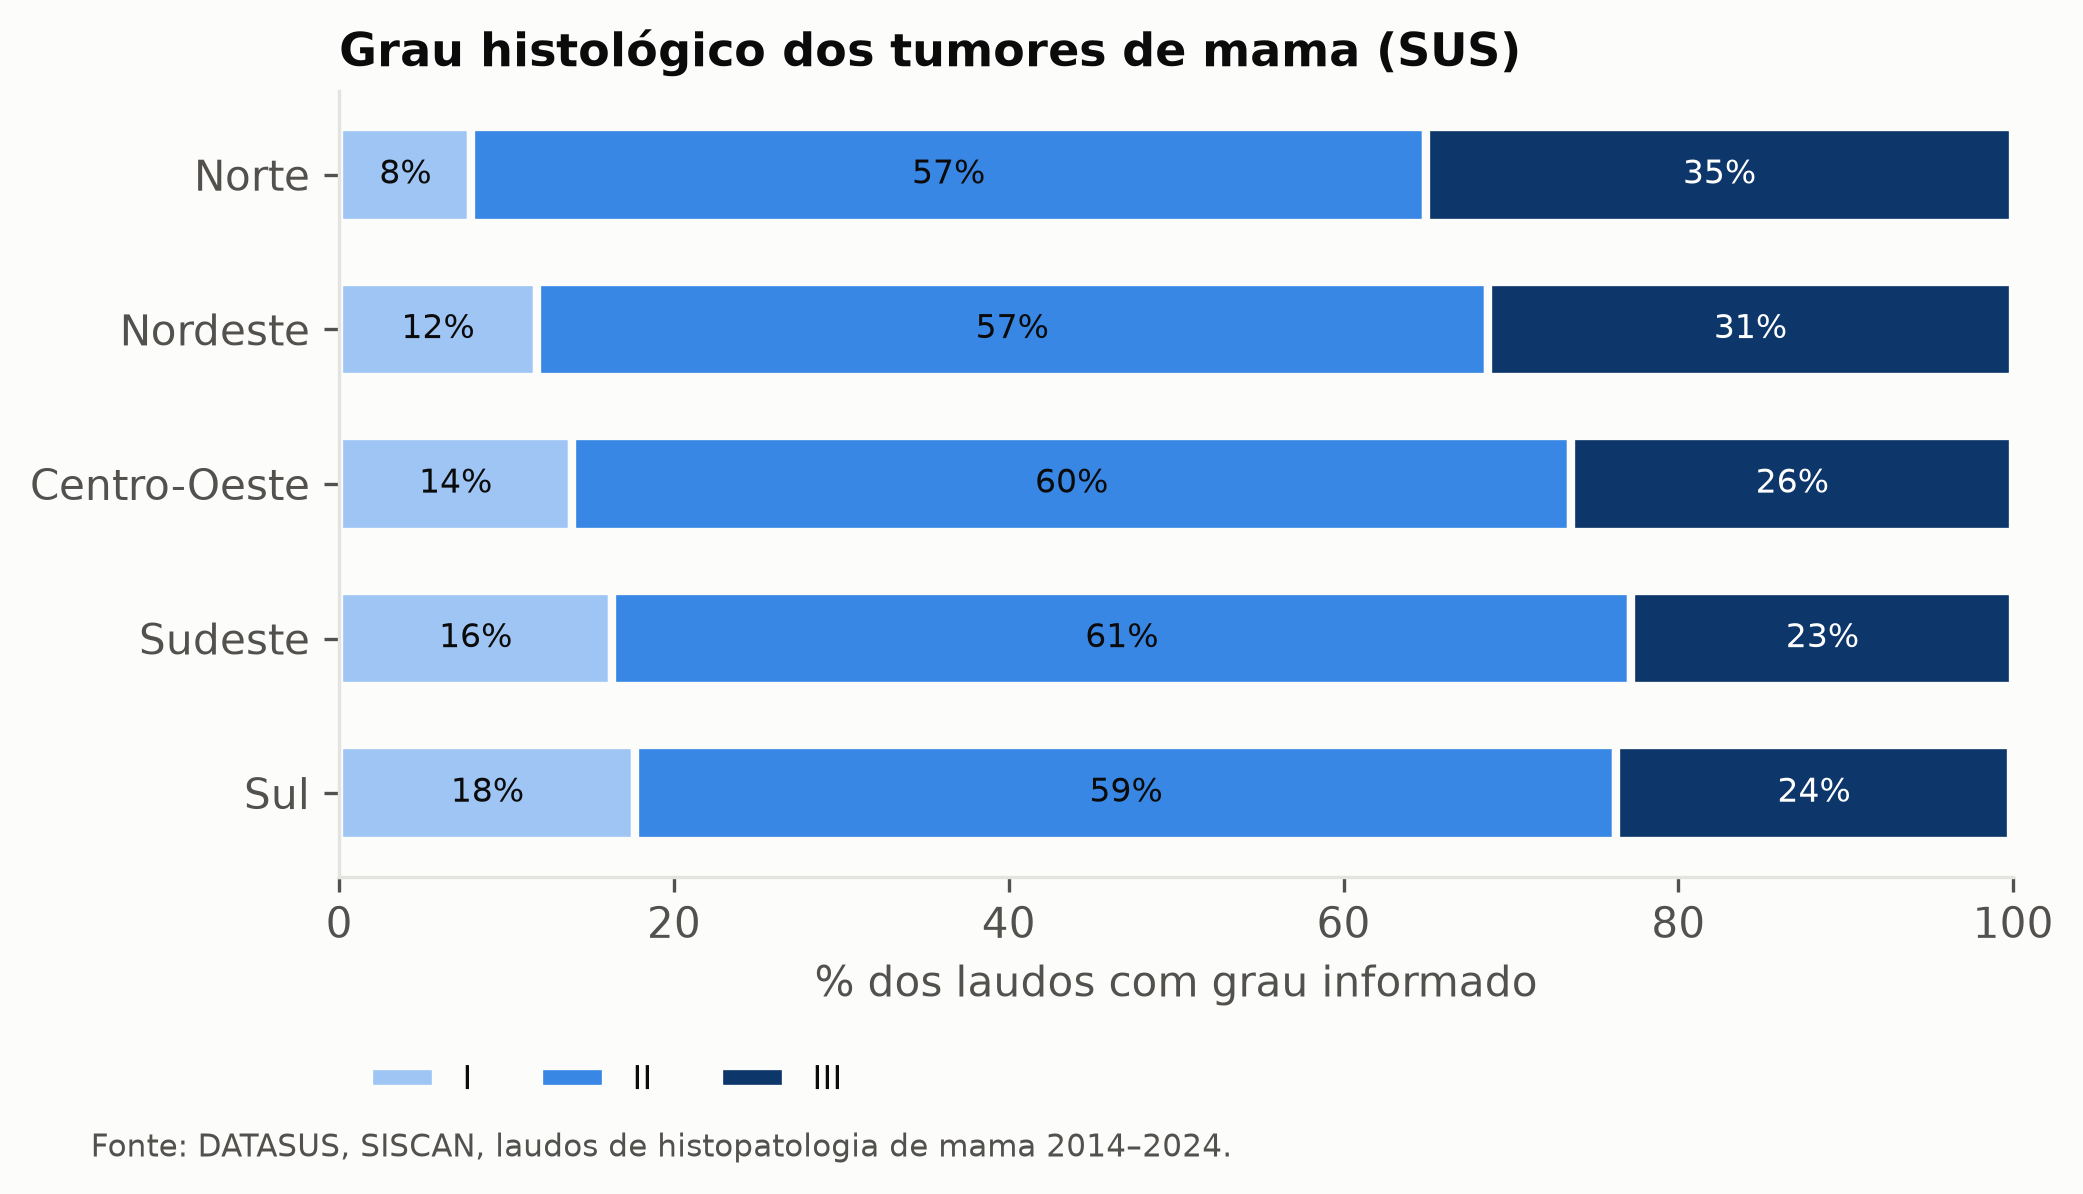 Grau histológico dos tumores de mama (SUS)
Norte 8% 57% 35%
Nordeste 12% 57% 31%
Centro-Oeste 14% 60% 26%
Sudeste 16% 61% 23%
Sul 18% 59% 24%
0 20 40 60 80 100
% dos laudos com grau informado
I II III
Fonte: DATASUS, SISCAN, laudos de histopatologia de mama 2014–2024.